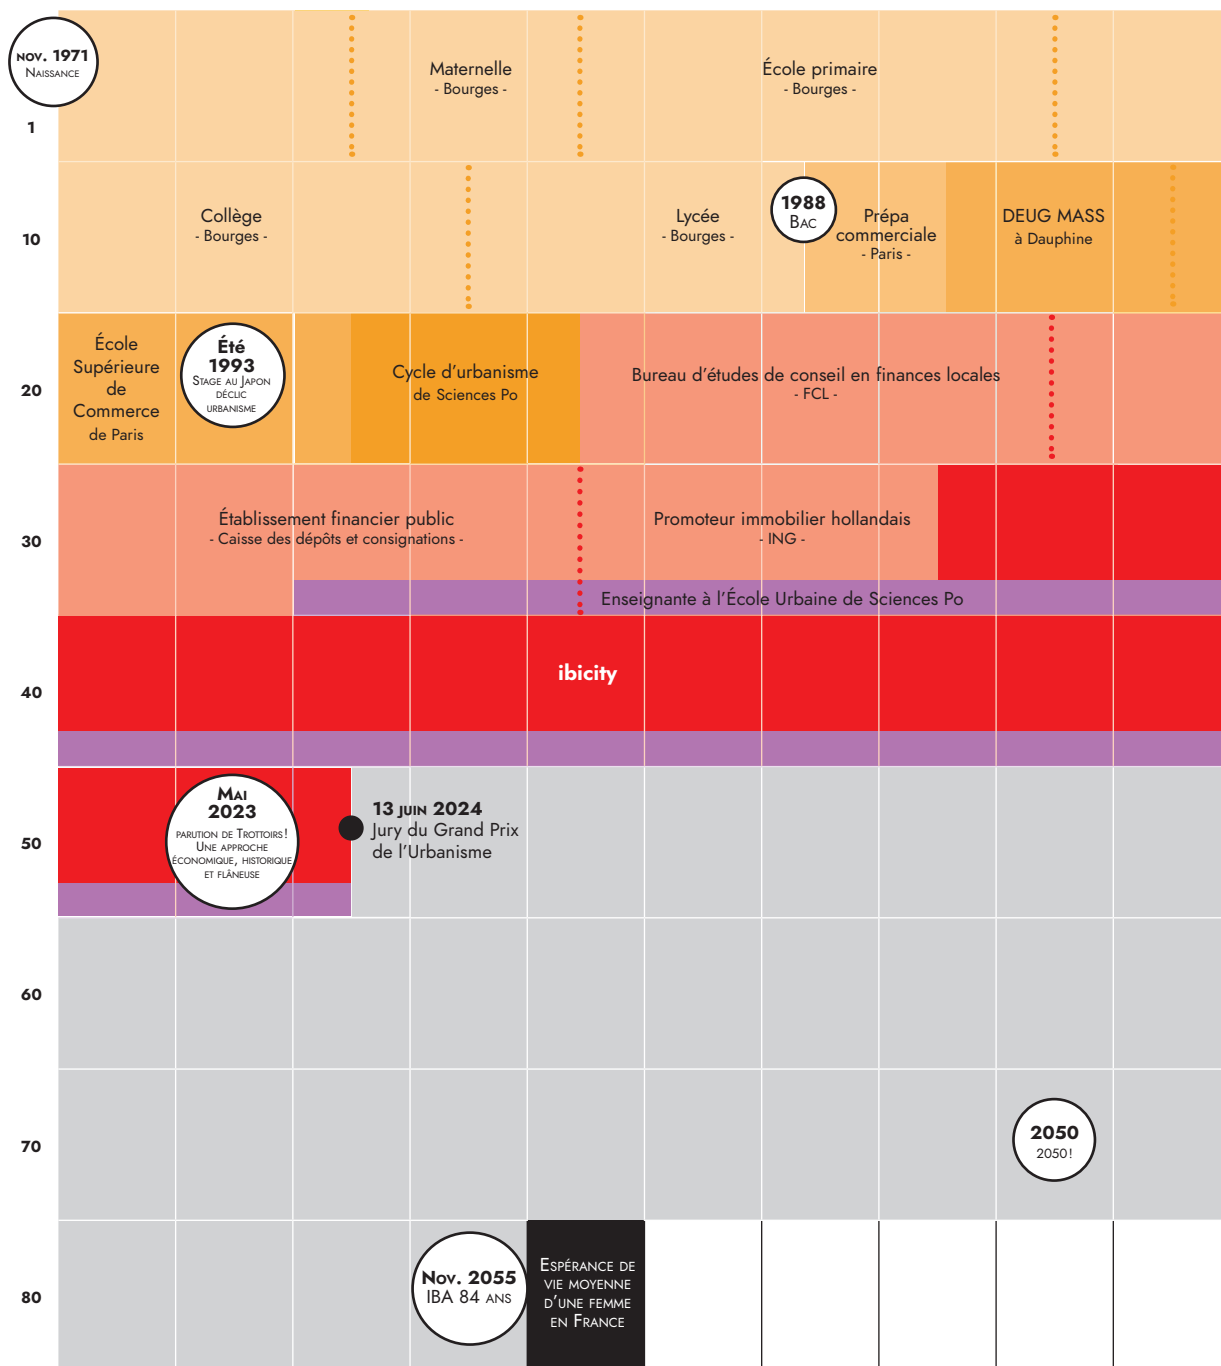 NOV. 1971
NAISSANCE
Maternelle
- Bourges -
École primaire
- Bourges -
1
Collège
- Bourges -
Lycée
- Bourges -
1988
BAC
Prépa
commerciale
- Paris -
DEUG MASS
à Dauphine
10
École
Supérieure
de
Commerce
de Paris
Été
1993
STAGE AU JAPON
DÉCLIC
URBANISME
Cycle d'urbanisme
de Sciences Po
Bureau d'études de conseil en finances locales
- FCL -
20
Établissement financier public
- Caisse des dépôts et consignations -
Promoteur immobilier hollandais
- ING -
30
Enseignante à l'École Urbaine de Sciences Po
ibicity
40
MAI
2023
PARUTION DE TROTTOIRS!
UNE APPROCHE
ÉCONOMIQUE, HISTORIQUE
ET FLÂNEUSE
13 JUIN 2024
Jury du Grand Prix
de l'Urbanisme
50
60
70
2050
2050!
80
NOV. 2055
IBA 84 ANS
ESPÉRANCE DE
VIE MOYENNE
D'UNE FEMME
EN FRANCE